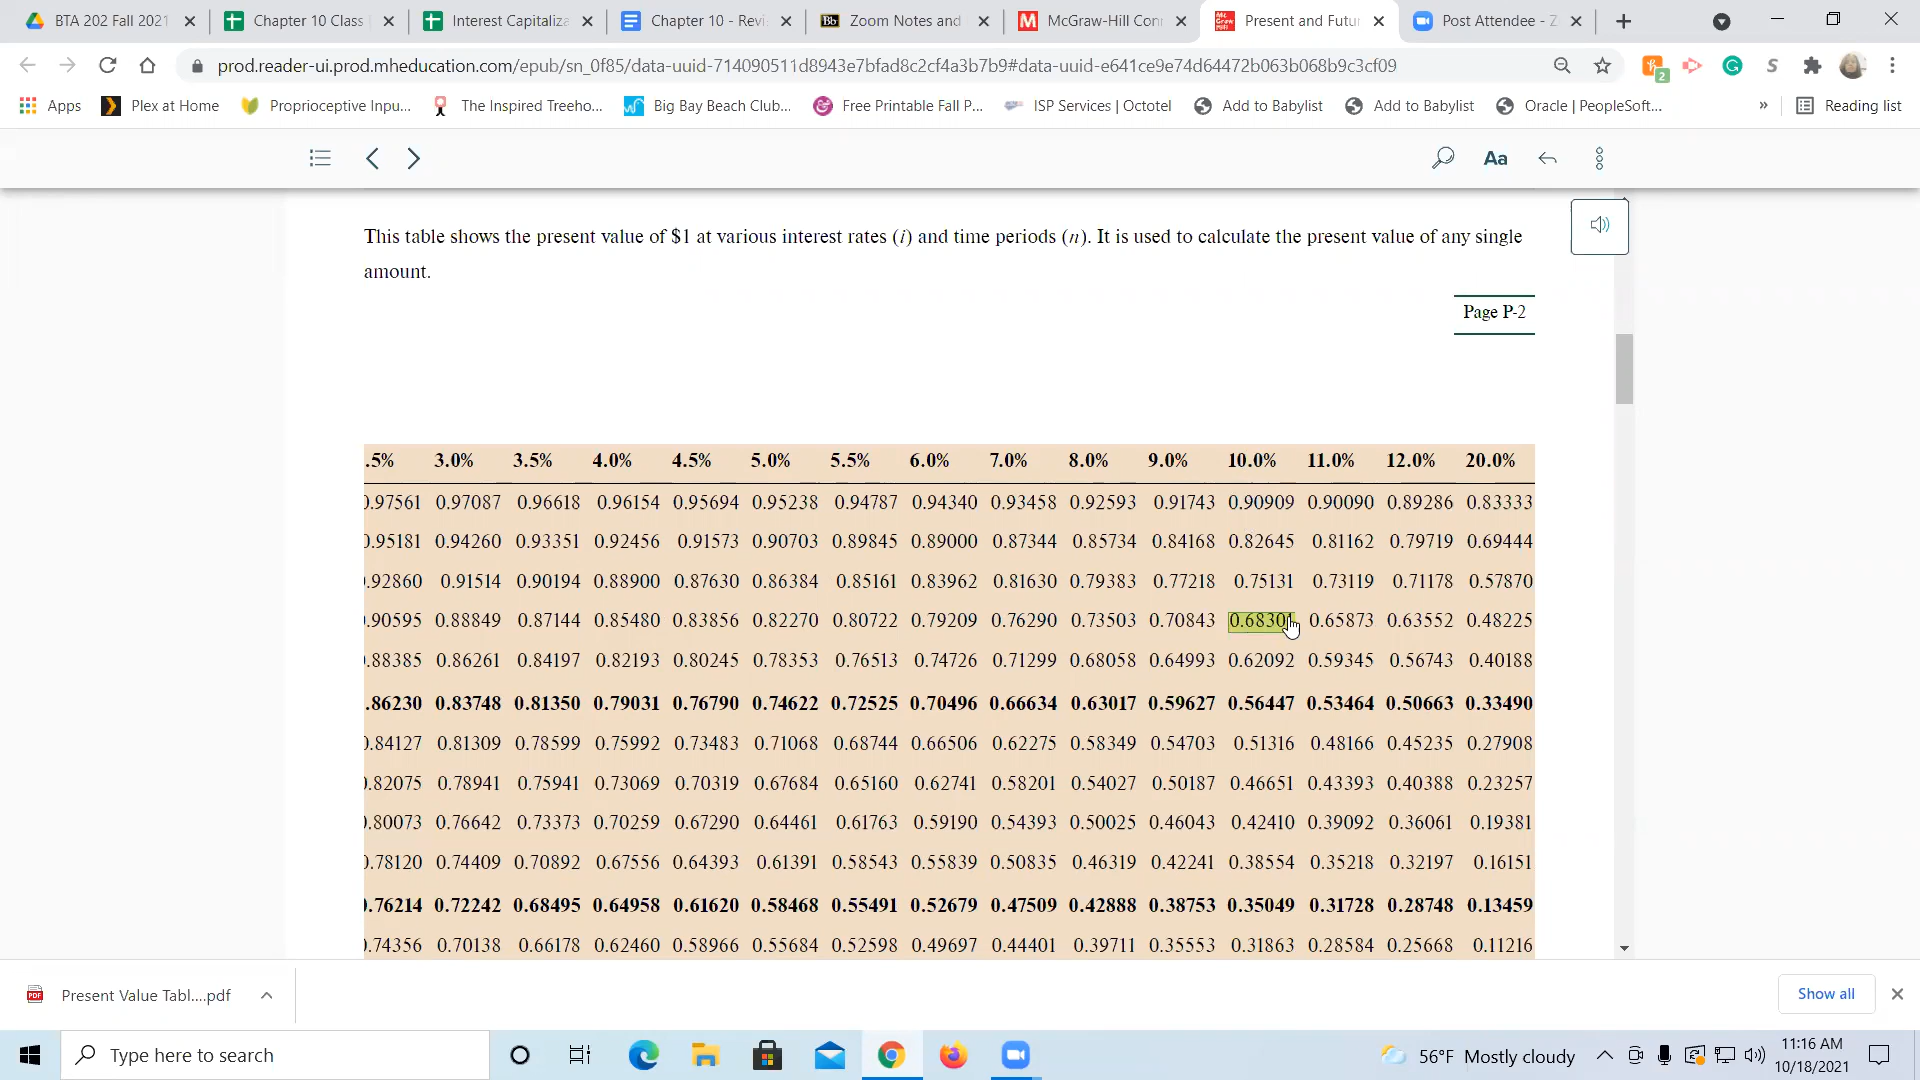 BTA 202 Fall 2021
Chapter 10 Class
Interest Capitaliza
Chapter 10 - Revi
Zoom Notes and
McGraw-Hill Conn
Present and Futur
Post Attendee - Z
prod.reader-ui.prod.mheducation.com/epub/sn_0f85/data-uuid-714090511d8943e7bfad8c2cf4a3b7b9#data-uuid-e641ce9e74d64472b063b068b9c3cf09
Apps
Plex at Home
Proprioceptive Inpu...
The Inspired Treeho...
Big Bay Beach Club...
Free Printable Fall P...
ISP Services | Octotel
Add to Babylist
Add to Babylist
Oracle | PeopleSoft...
» Reading list
Aa
This table shows the present value of $1 at various interest rates (i) and time periods (n). It is used to calculate the present value of any single
amount.
Page P-2
.5% 3.0% 3.5% 4.0% 4.5% 5.0% 5.5% 6.0% 7.0% 8.0% 9.0% 10.0% 11.0% 12.0% 20.0%
0.97561 0.97087 0.96618 0.96154 0.95694 0.95238 0.94787 0.94340 0.93458 0.92593 0.91743 0.90909 0.90090 0.89286 0.83333
0.95181 0.94260 0.93351 0.92456 0.91573 0.90703 0.89845 0.89000 0.87344 0.85734 0.84168 0.82645 0.81162 0.79719 0.69444
.92860 0.91514 0.90194 0.88900 0.87630 0.86384 0.85161 0.83962 0.81630 0.79383 0.77218 0.75131 0.73119 0.71178 0.57870
.90595 0.88849 0.87144 0.85480 0.83856 0.82270 0.80722 0.79209 0.76290 0.73503 0.70843 0.68301 0.65873 0.63552 0.48225
.88385 0.86261 0.84197 0.82193 0.80245 0.78353 0.76513 0.74726 0.71299 0.68058 0.64993 0.62092 0.59345 0.56743 0.40188
.86230 0.83748 0.81350 0.79031 0.76790 0.74622 0.72525 0.70496 0.66634 0.63017 0.59627 0.56447 0.53464 0.50663 0.33490
0.84127 0.81309 0.78599 0.75992 0.73483 0.71068 0.68744 0.66506 0.62275 0.58349 0.54703 0.51316 0.48166 0.45235 0.27908
.82075 0.78941 0.75941 0.73069 0.70319 0.67684 0.65160 0.62741 0.58201 0.54027 0.50187 0.46651 0.43393 0.40388 0.23257
.80073 0.76642 0.73373 0.70259 0.67290 0.64461 0.61763 0.59190 0.54393 0.50025 0.46043 0.42410 0.39092 0.36061 0.19381
0.78120 0.74409 0.70892 0.67556 0.64393 0.61391 0.58543 0.55839 0.50835 0.46319 0.42241 0.38554 0.35218 0.32197 0.16151
0.76214 0.72242 0.68495 0.64958 0.61620 0.58468 0.55491 0.52679 0.47509 0.42888 0.38753 0.35049 0.31728 0.28748 0.13459
0.74356 0.70138 0.66178 0.62460 0.58966 0.55684 0.52598 0.49697 0.44401 0.39711 0.35553 0.31863 0.28584 0.25668 0.11216
Present Value Tabl....pdf
Show all
Type here to search
56°F Mostly cloudy
11:16 AM
10/18/2021